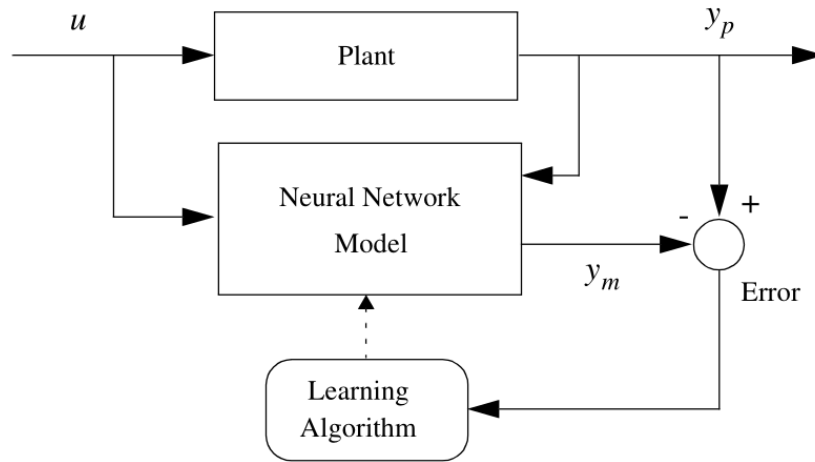 u
y_p
Plant
Neural Network
Model
-
+
y_m
Error
Learning
Algorithm